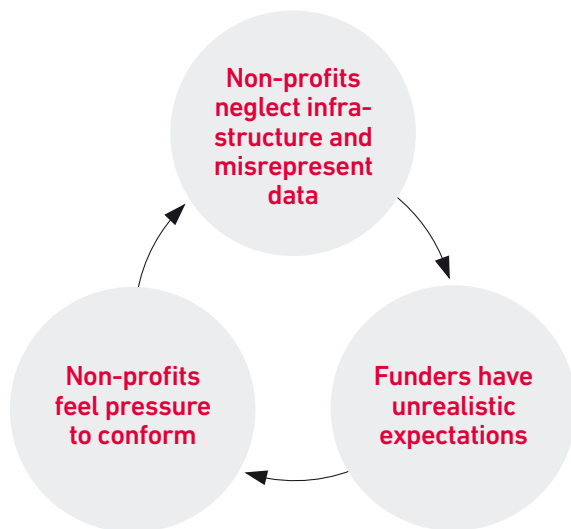 Non-profits
neglect infra-
structure and
misrepresent
data
Non-profits
feel pressure
to conform
Funders have
unrealistic
expectations